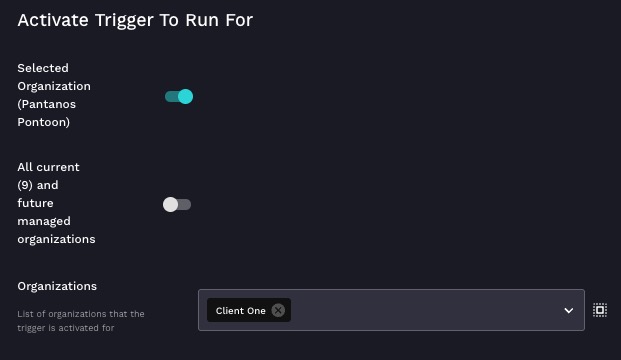 Activate Trigger To Run For
Selected
Organization
(Pantanos
Pontoon)
All current
(9) and
future
managed
organizations
Organizations
List of organizations that the
trigger is activated for
Client One